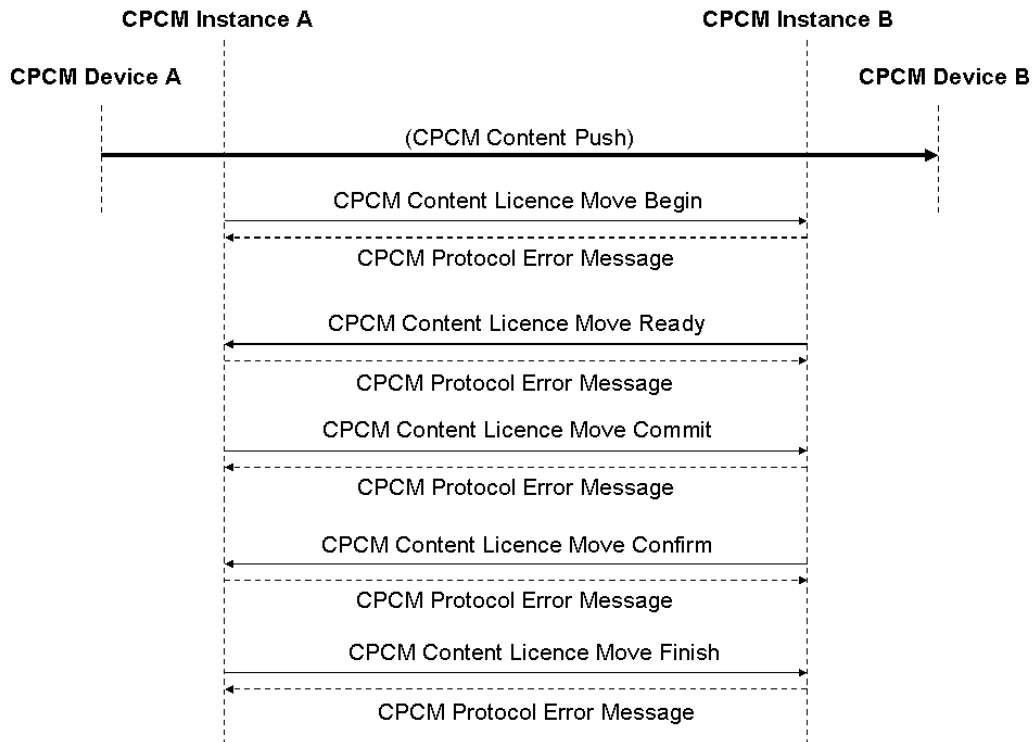 CPCM Instance A
CPCM Instance B
CPCM Device A
CPCM Device B
(CPCM Content Push)
CPCM Content Licence Move Begin
CPCM Protocol Error Message
CPCM Content Licence Move Ready
CPCM Protocol Error Message
CPCM Content Licence Move Commit
CPCM Protocol Error Message
CPCM Content Licence Move Confirm
CPCM Protocol Error Message
CPCM Content Licence Move Finish
CPCM Protocol Error Message